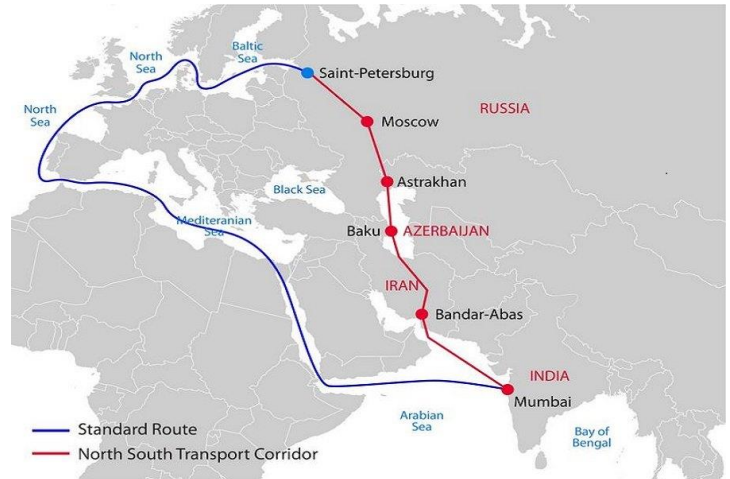 Baltic
Sea
North
Sea
Saint-Petersburg
North
Sea
RUSSIA
Moscow
Astrakhan
Black Sea
Mediteranian
Sea
Baku
AZERBAIJAN
IRAN
Bandar-Abas
INDIA
Mumbai
Arabian
Sea
Bay of
Bengal
Standard Route
North South Transport Corridor